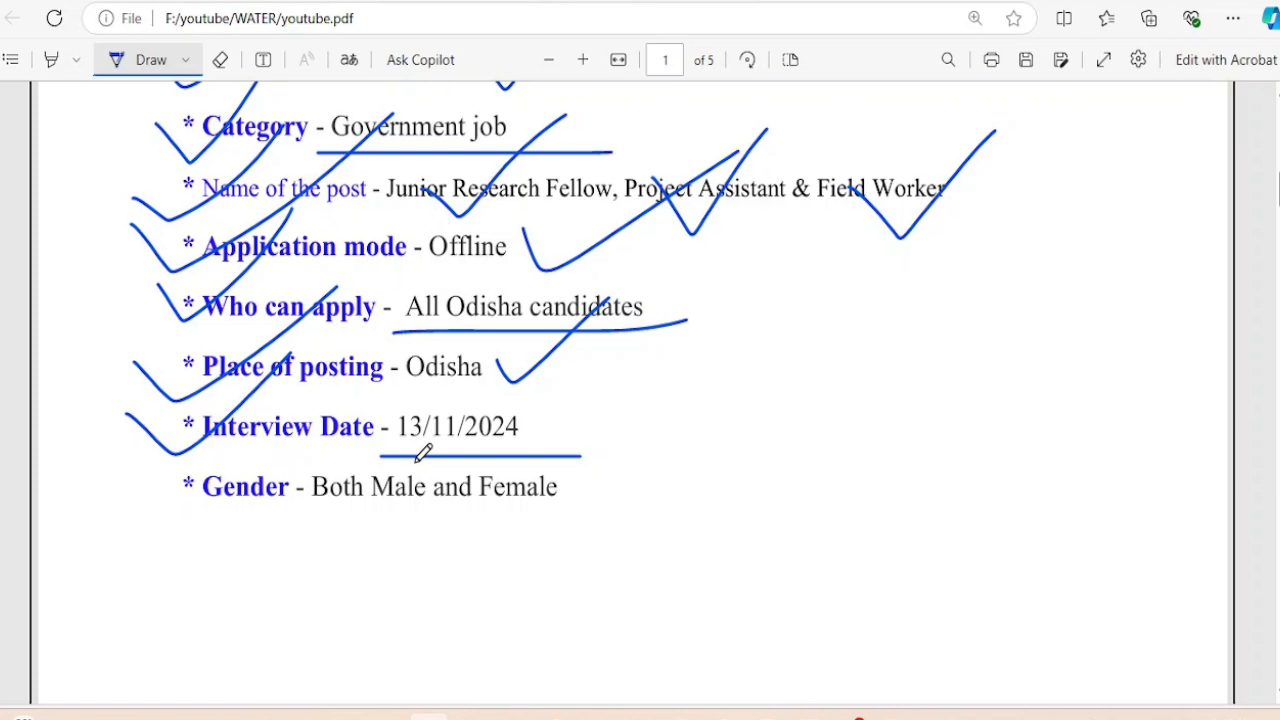 File F:/youtube/WATER/youtube.pdf
Draw Ask Copilot 1 of 5 Edit with Acrobat
* Category - Government job
* Name of the post - Junior Research Fellow, Project Assistant & Field Worker
* Application mode - Offline
* Who can apply - All Odisha candidates
* Place of posting - Odisha
* Interview Date - 13/11/2024
* Gender - Both Male and Female